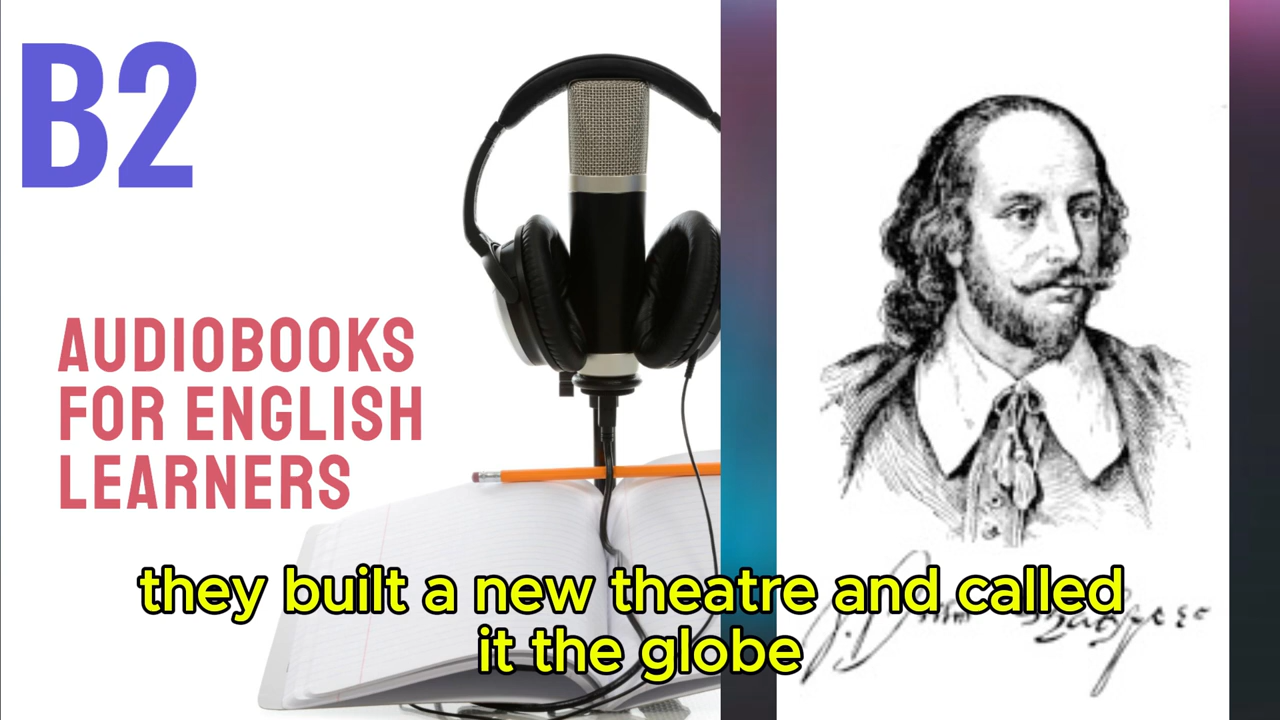 B2
AUDIOBOOKS
FOR ENGLISH
LEARNERS
they built a new theatre and called
it the globe